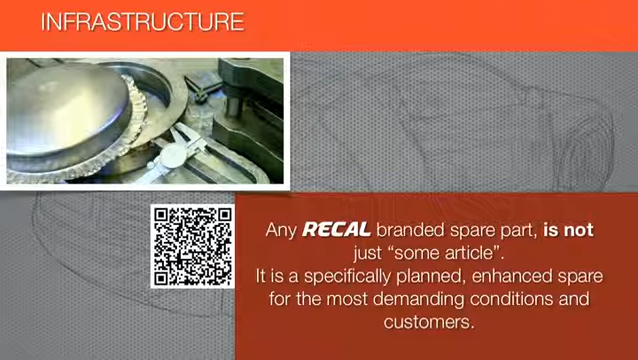 INFRASTRUCTURE
Any RECAL branded spare part, is not
just “some article”.
It is a specifically planned, enhanced spare
for the most demanding conditions and
customers.